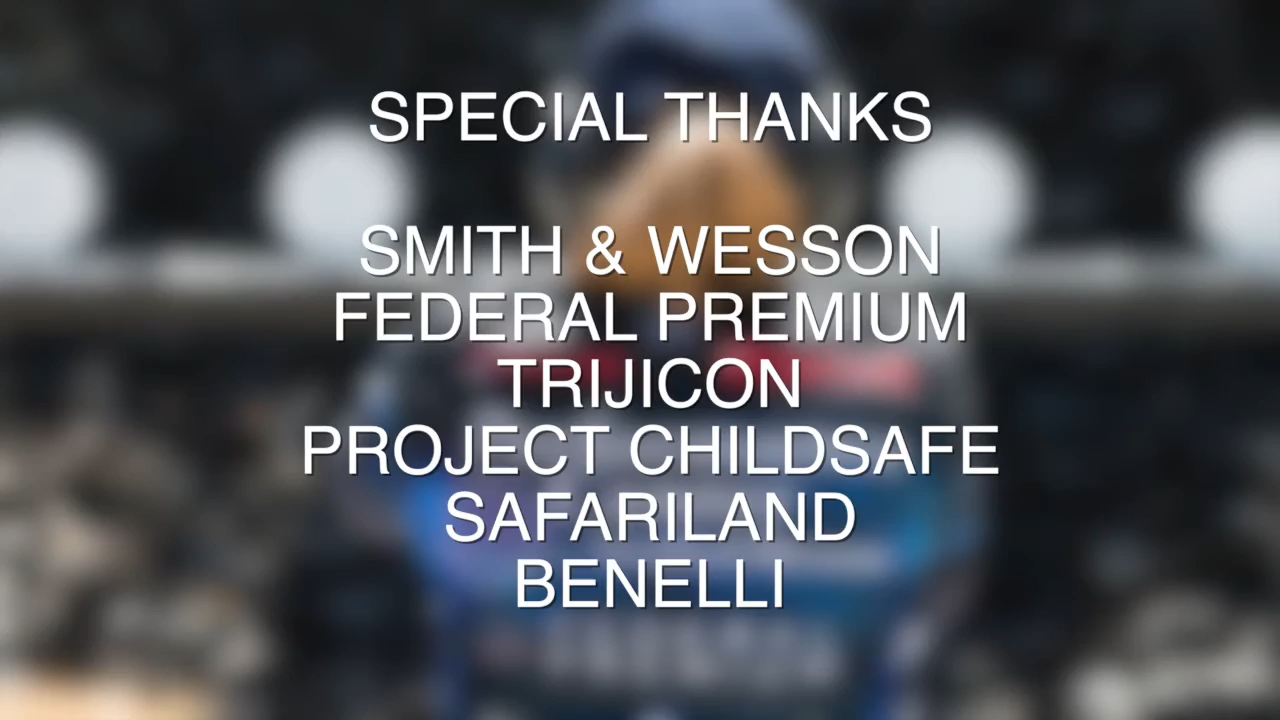 SPECIAL THANKS
SMITH & WESSON
FEDERAL PREMIUM
TRIJICON
PROJECT CHILDSAFE
SAFARILAND
BENELLI